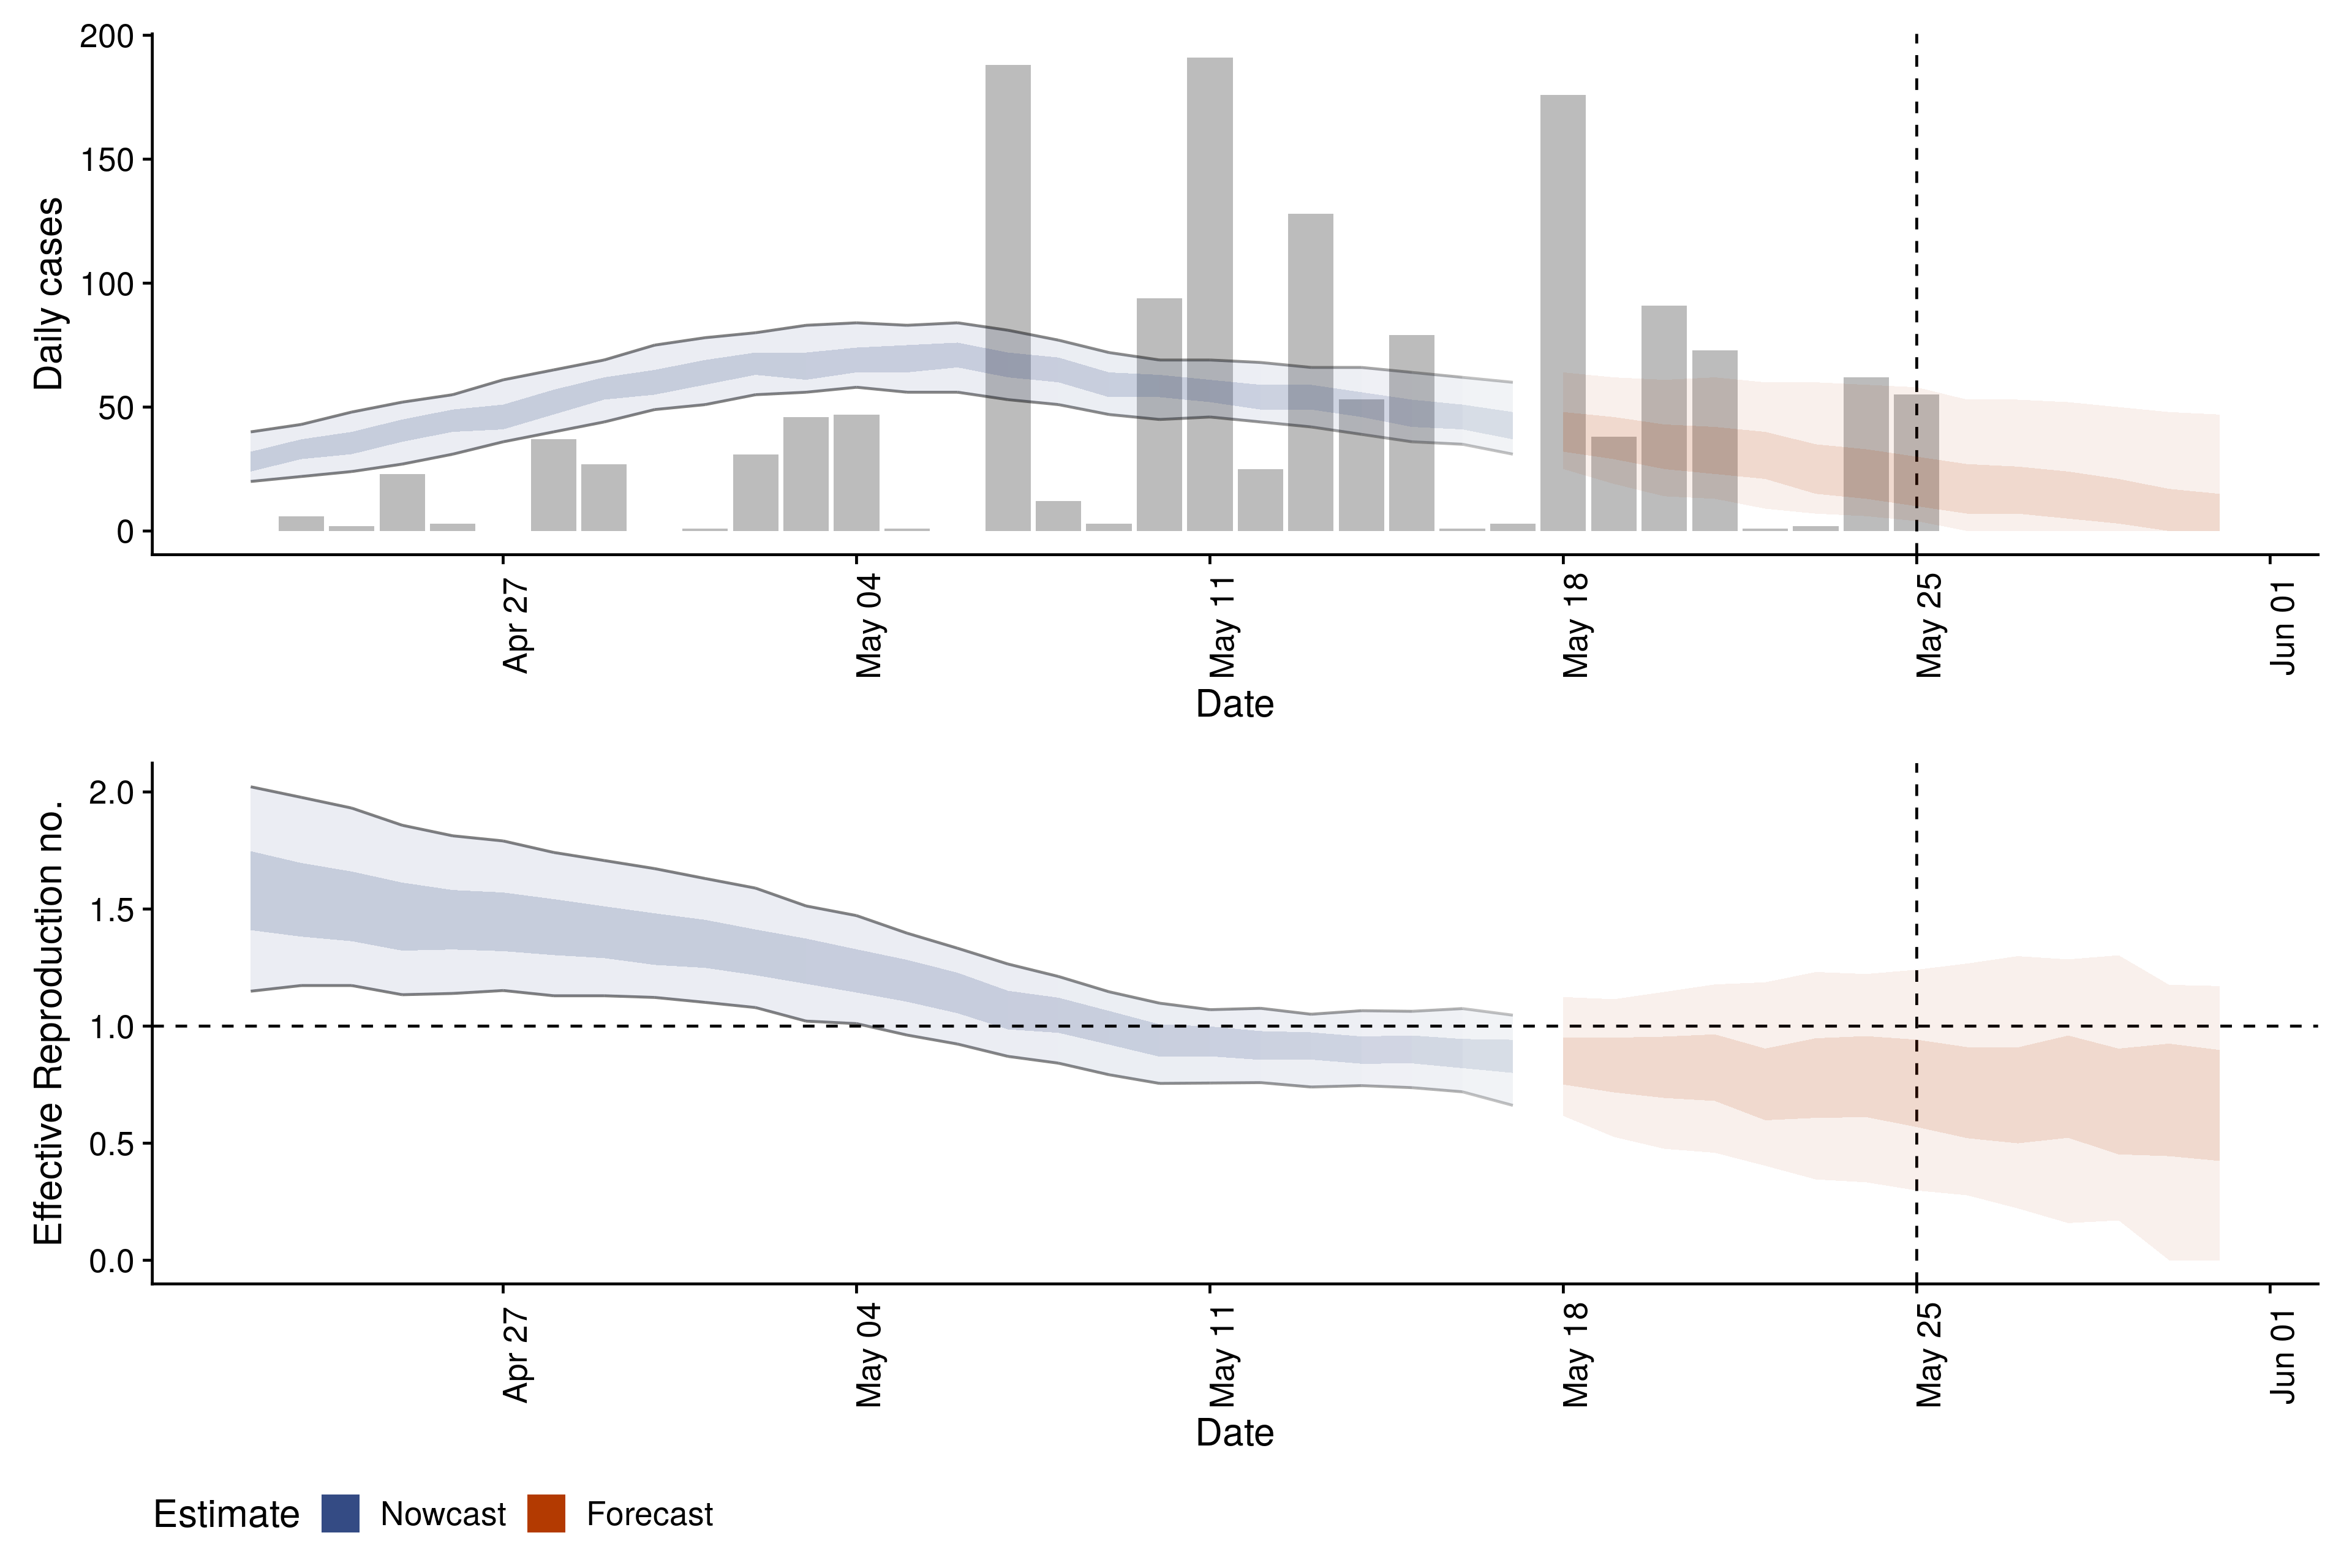 200
150
100
50
0
Daily cases
Apr 27
May 04
May 11
May 18
May 25
Jun 01
Date
2.0
1.5
1.0
0.5
0.0
Effective Reproduction no.
Apr 27
May 04
May 11
May 18
May 25
Jun 01
Date
Estimate Nowcast Forecast